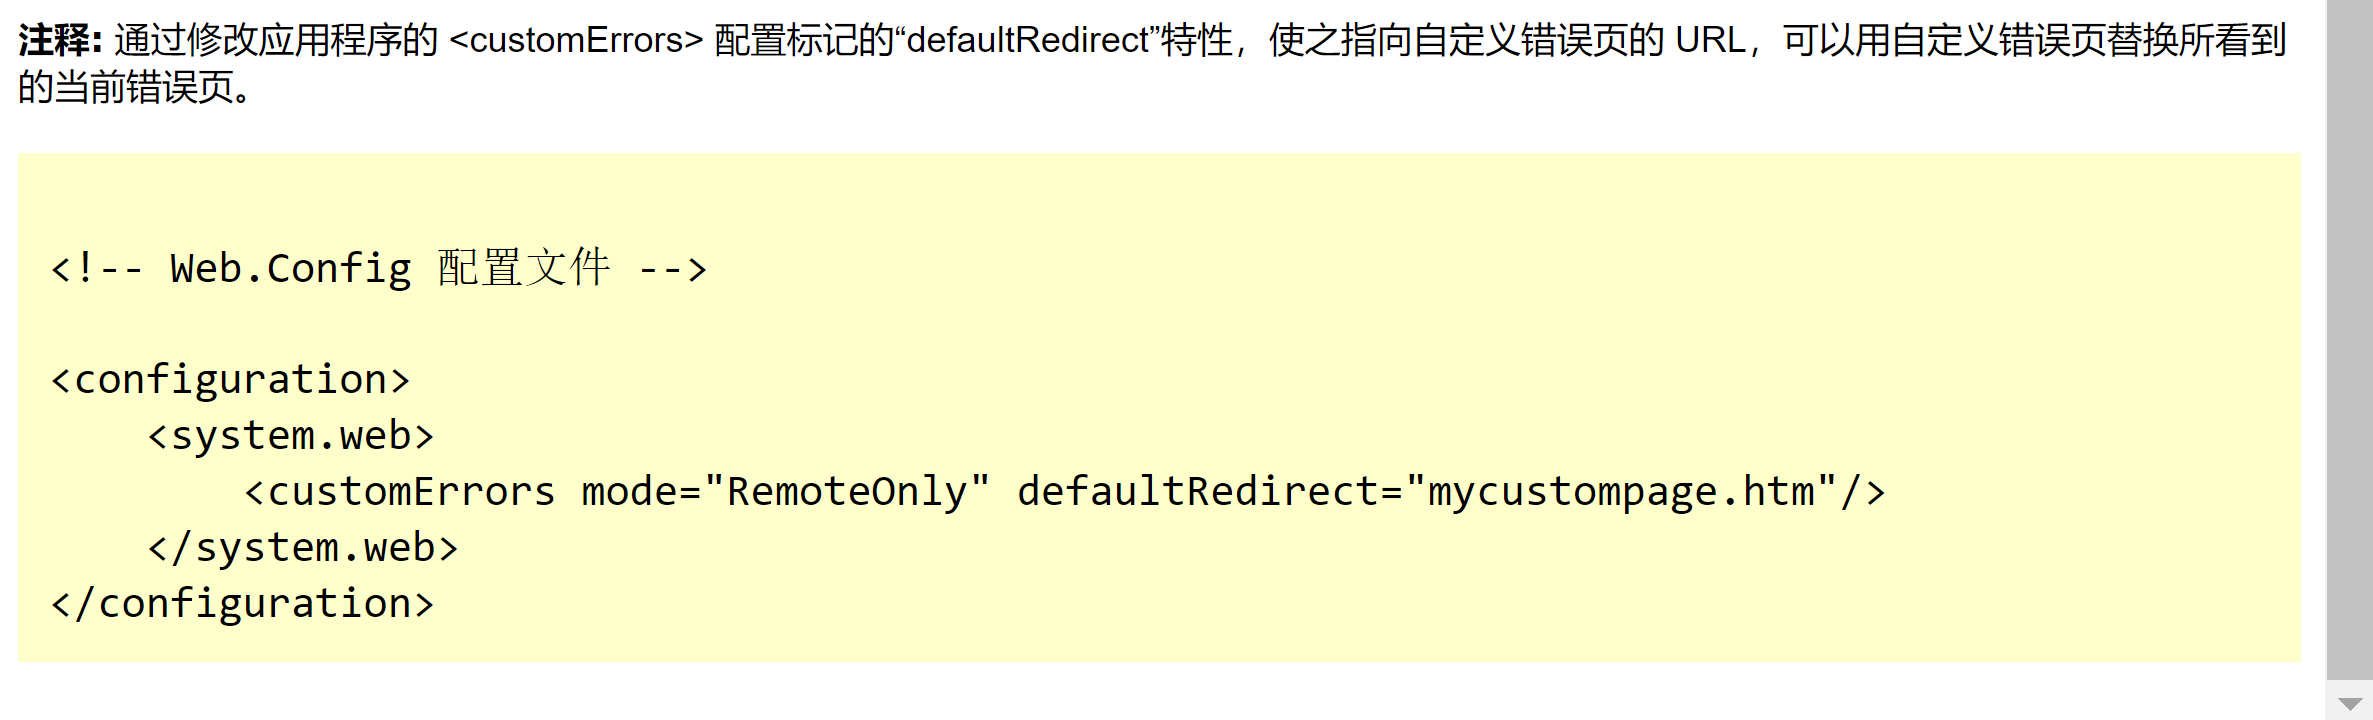 注释: 通过修改应用程序的 <customErrors> 配置标记的“defaultRedirect”特性，使之指向自定义错误页的 URL，可以用自定义错误页替换所看到
的当前错误页。
<!-- Web.Config 配置文件 -->
<configuration>
    <system.web>
        <customErrors mode="RemoteOnly" defaultRedirect="mycustompage.htm"/>
    </system.web>
</configuration>